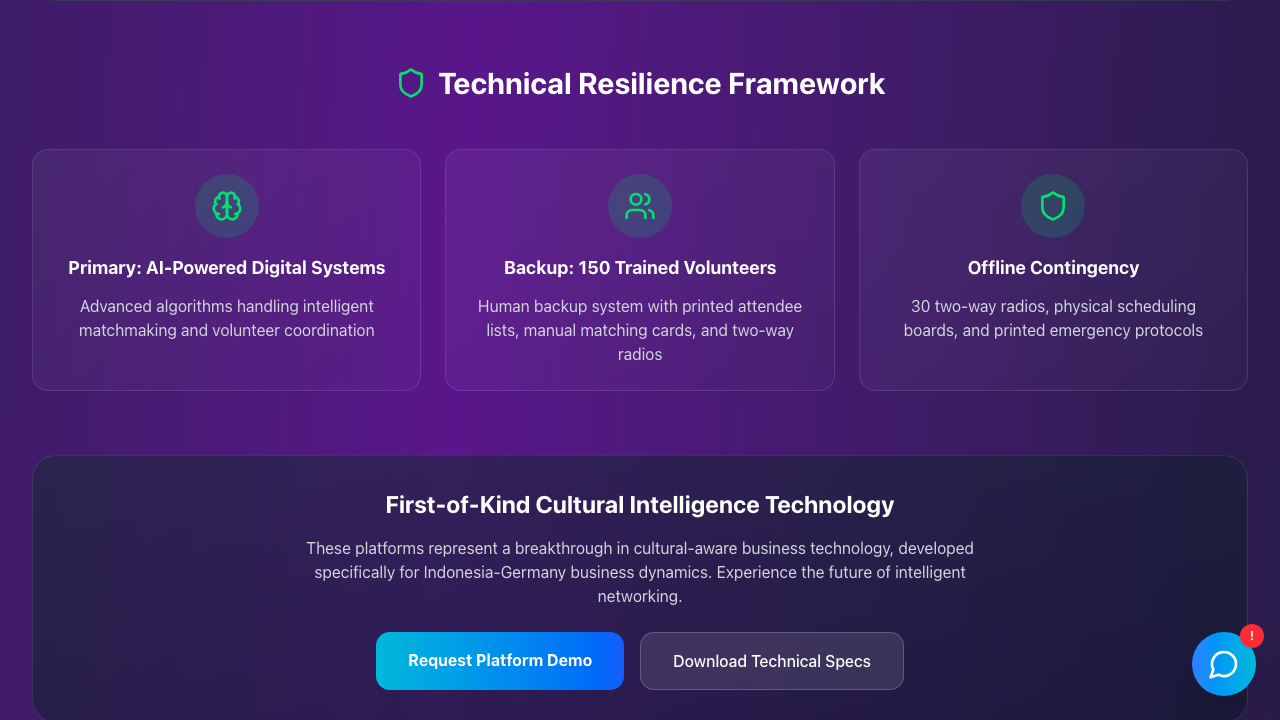 Technical Resilience Framework
Primary: AI-Powered Digital Systems
Advanced algorithms handling intelligent
matchmaking and volunteer coordination
Backup: 150 Trained Volunteers
Human backup system with printed attendee
lists, manual matching cards, and two-way
radios
Offline Contingency
30 two-way radios, physical scheduling
boards, and printed emergency protocols
First-of-Kind Cultural Intelligence Technology
These platforms represent a breakthrough in cultural-aware business technology, developed
specifically for Indonesia-Germany business dynamics. Experience the future of intelligent
networking.
Request Platform Demo
Download Technical Specs
!